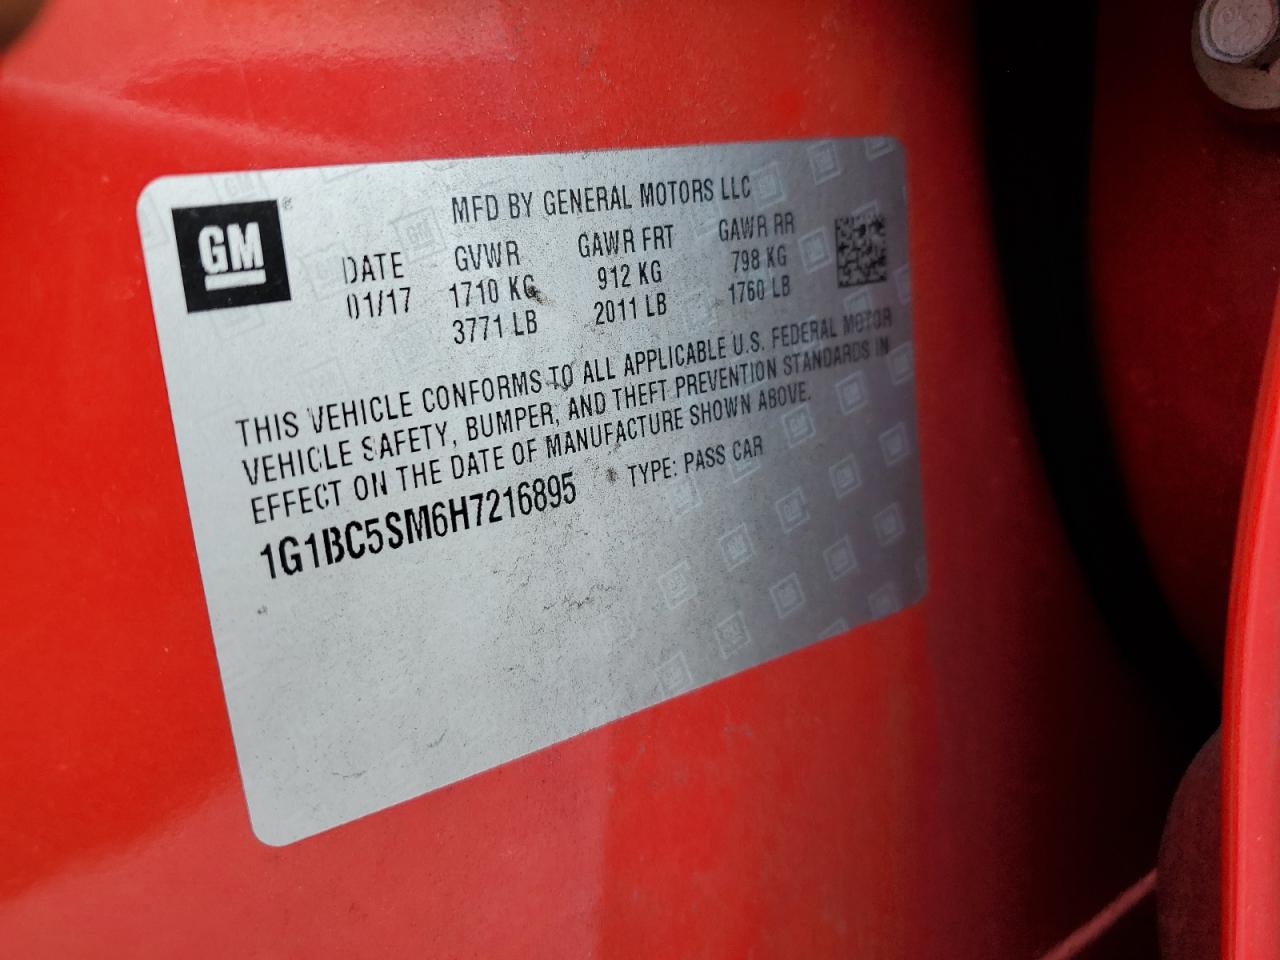 GM
MFD BY GENERAL MOTORS LLC
DATE GVWR GAWR FRT GAWR RR
01/17 1710 KG 912 KG 798 KG
3771 LB 2011 LB 1760 LB
THIS VEHICLE CONFORMS TO ALL APPLICABLE U.S. FEDERAL MOTOR
VEHICLE SAFETY, BUMPER, AND THEFT PREVENTION STANDARDS IN
EFFECT ON THE DATE OF MANUFACTURE SHOWN ABOVE.
1G1BC5SM6H7216895 TYPE: PASS CAR